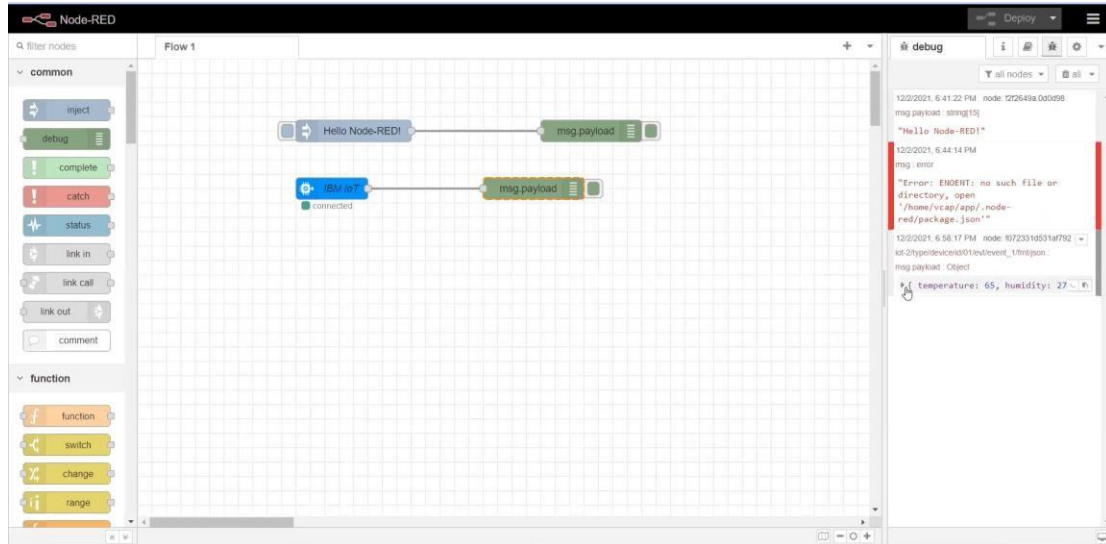 Node-RED
Deploy
filter nodes
Flow 1
debug
i
all nodes
all
common
inject
debug
complete
catch
status
link in
link call
link out
comment
function
function
switch
change
range
Hello Node-RED!
msg.payload
IBM IoT
connected
msg.payload
12/2/2021, 6:41:22 PM node: f2f2649a.0d0d98
msg.payload : string[15]
"Hello Node-RED!"
12/2/2021, 6:44:14 PM
msg : error
"Error: ENOENT: no such file or
directory, open
'/home/vcap/app/.node-
red/package.json'"
12/2/2021, 6:58:17 PM node: f072331d531af792
iot-2/type/deviceid/01/evt/event_1/fmt/json :
msg.payload : Object
{ temperature: 65, humidity: 27